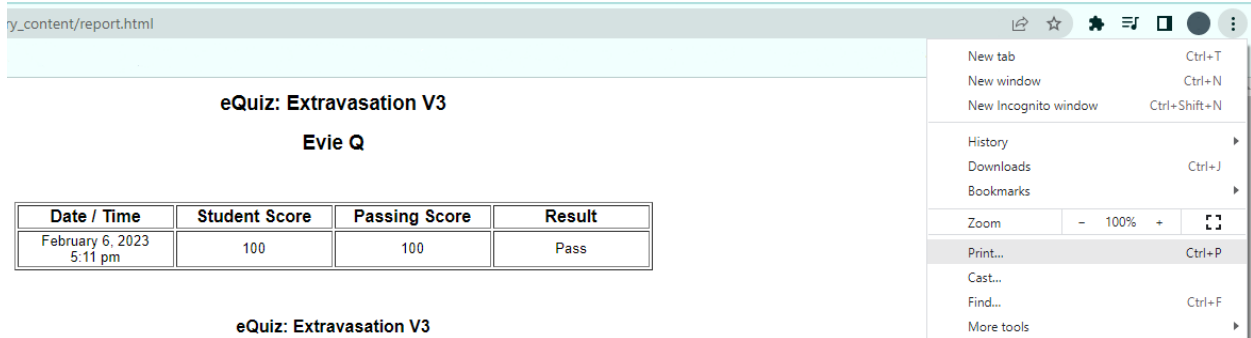 ry_content/report.html
eQuiz: Extravasation V3
Evie Q
Date / Time Student Score Passing Score Result
February 6, 2023
5:11 pm 100 100 Pass
eQuiz: Extravasation V3
New tab Ctrl+T
New window Ctrl+N
New Incognito window Ctrl+Shift+N
History
Downloads Ctrl+J
Bookmarks
Zoom - 100% +
Print... Ctrl+P
Cast...
Find... Ctrl+F
More tools